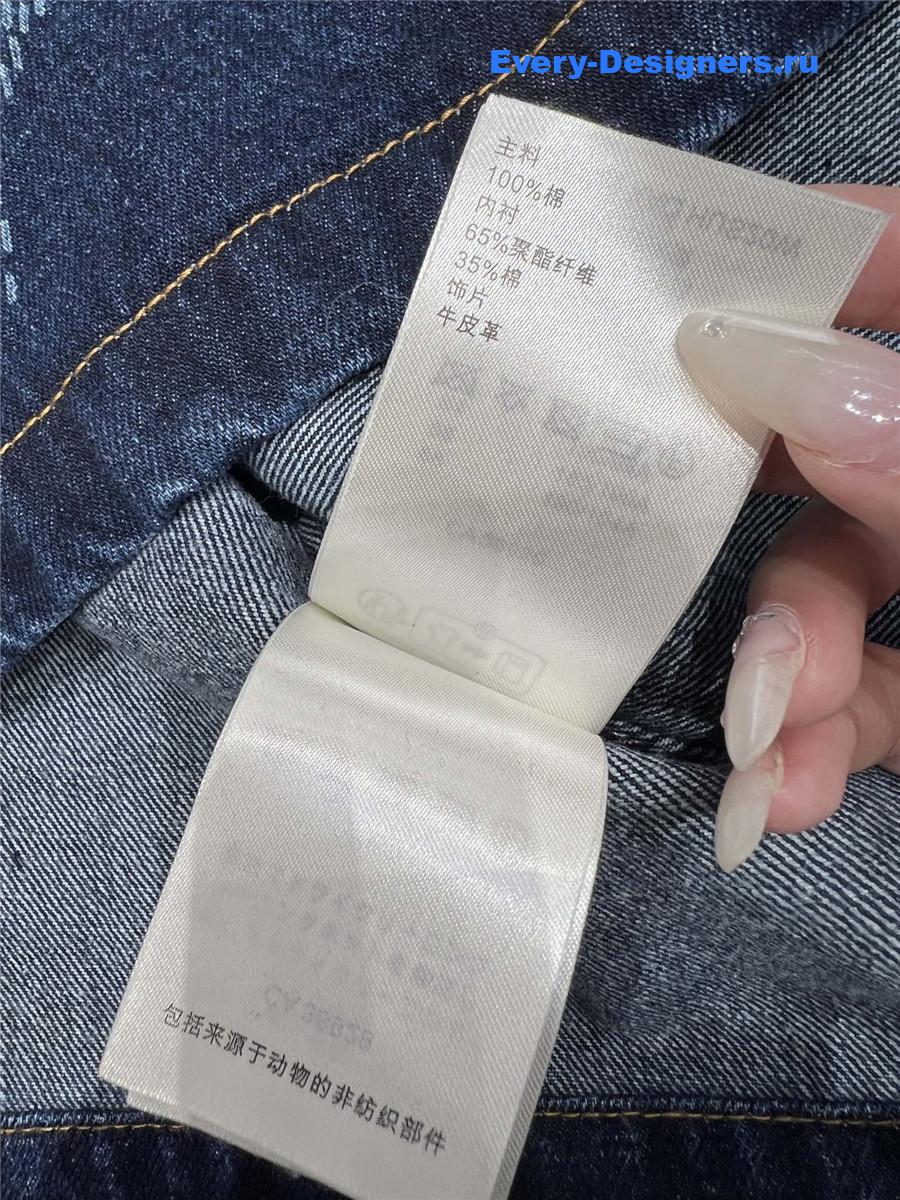 Every-Designers.ru
主料
100%棉
内衬
65%聚酯纤维
35%棉
饰片
牛皮革
包括来源于动物的非纺织部件